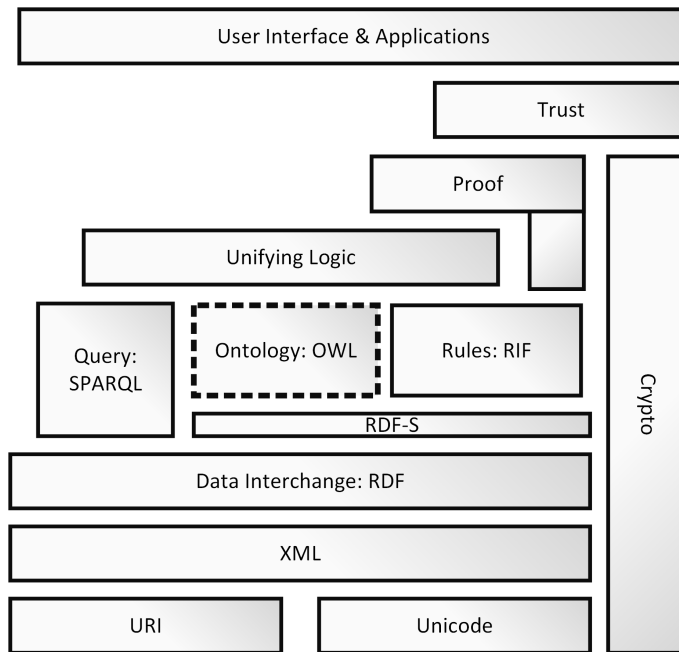 User Interface & Applications
Trust
Proof
Unifying Logic
Query:
SPARQL
Ontology: OWL
Rules: RIF
Crypto
RDF-S
Data Interchange: RDF
XML
URI
Unicode